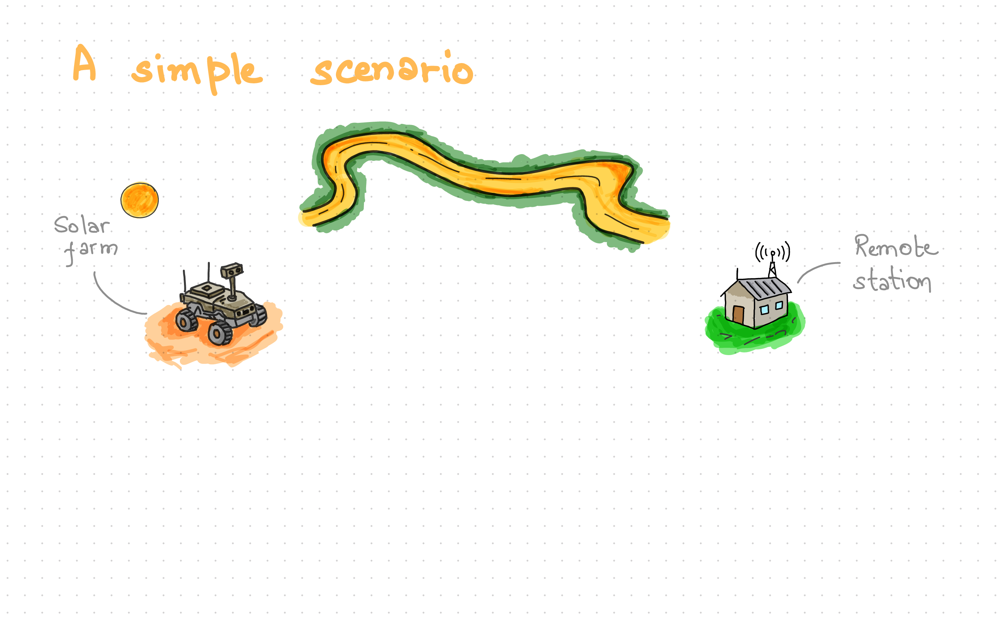 A simple scenario
Solar
farm
Remote
station